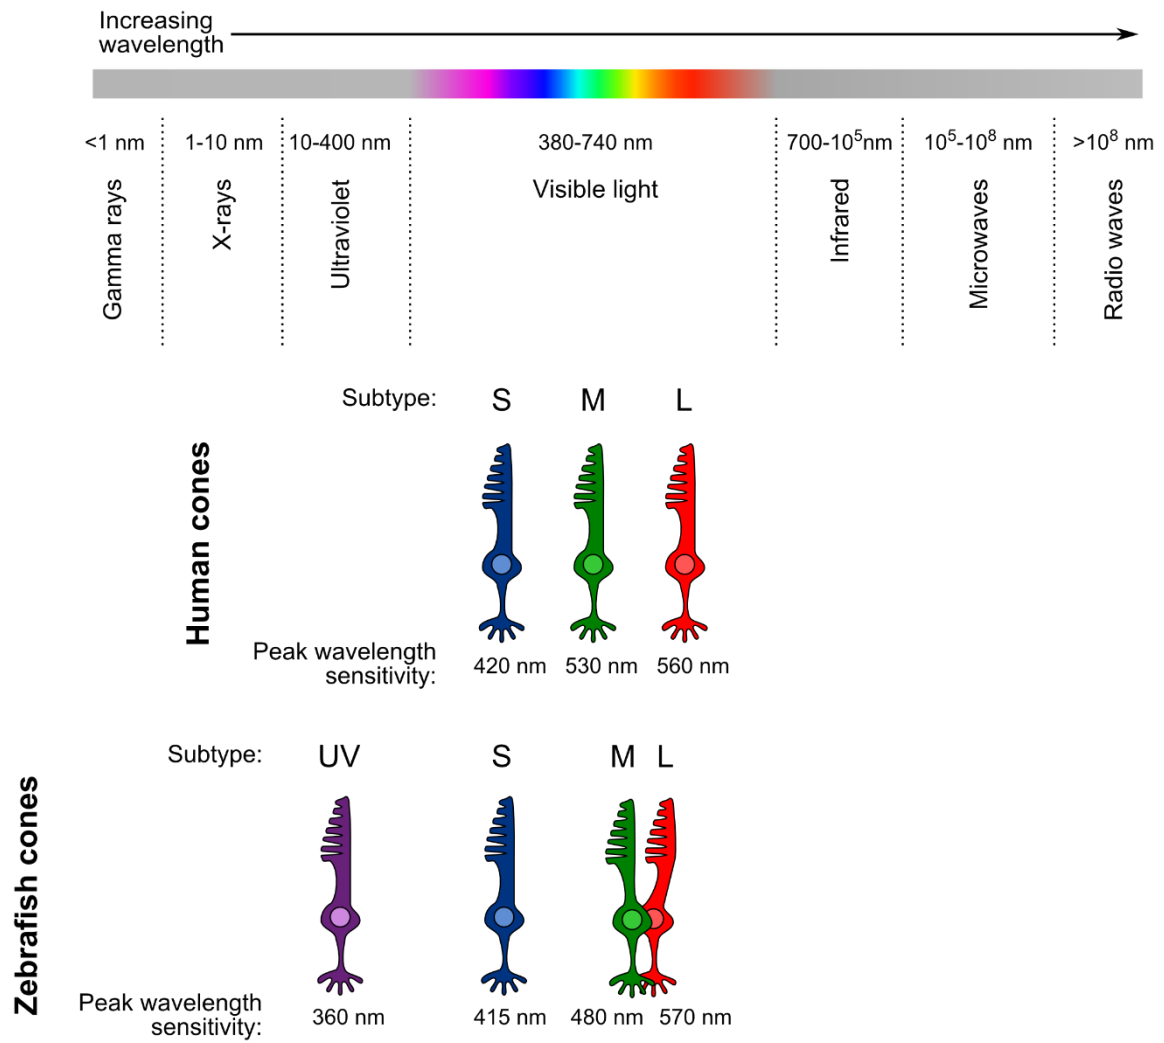 Increasing
wavelength
<1 nm
1-10 nm
10-400 nm
380-740 nm
700-10⁵nm
10⁵-10⁸ nm
>10⁸ nm
Gamma rays
X-rays
Ultraviolet
Visible light
Infrared
Microwaves
Radio waves
Human cones
Subtype: S M L
Peak wavelength
sensitivity: 420 nm 530 nm 560 nm
Zebrafish cones
Subtype: UV S M L
Peak wavelength
sensitivity: 360 nm 415 nm 480 nm 570 nm